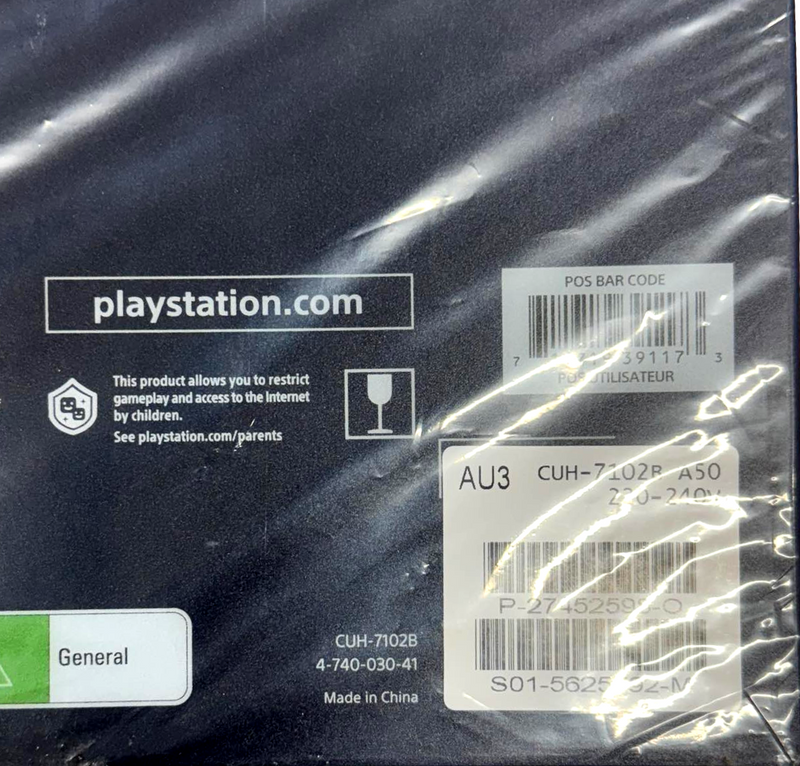 playstation.com
This product allows you to restrict
gameplay and access to the Internet
by children.
See playstation.com/parents
POS BAR CODE
7 39117 3
UTILISATEUR
AU3 CUH-7102B A50
220-240V
General
CUH-7102B
4-740-030-41
Made in China